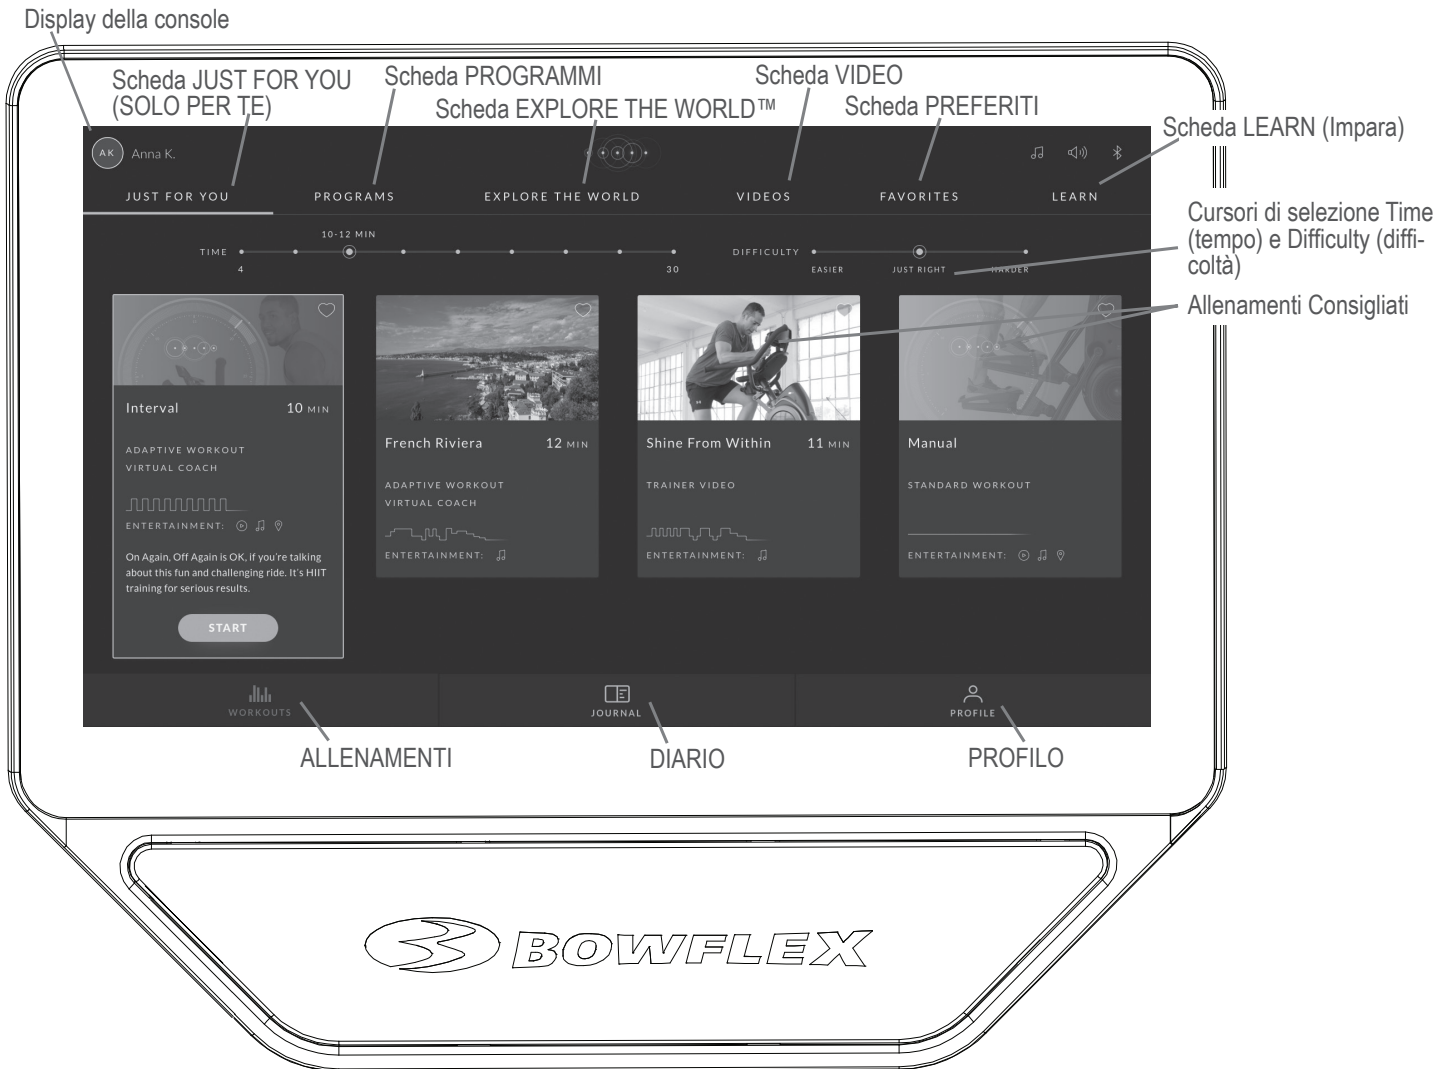 Display della console
Scheda JUST FOR YOU
(SOLO PER TE)
Scheda PROGRAMMI
Scheda EXPLORE THE WORLD™
Scheda VIDEO
Scheda PREFERITI
Scheda LEARN (Impara)
AK
Anna K.
JUST FOR YOU
PROGRAMS
EXPLORE THE WORLD
VIDEOS
FAVORITES
LEARN
Cursori di selezione Time
(tempo) e Difficulty (diffi-
coltà)
10-12 MIN
TIME
4
30
DIFFICULTY
EASIER
JUST RIGHT
HARDER
Allenamenti Consigliati
Interval 10 MIN
ADAPTIVE WORKOUT
VIRTUAL COACH
ENTERTAINMENT:
On Again, Off Again is OK, if you're talking
about this fun and challenging ride. It's HIIT
training for serious results.
START
French Riviera 12 MIN
ADAPTIVE WORKOUT
VIRTUAL COACH
ENTERTAINMENT:
Shine From Within 11 MIN
TRAINER VIDEO
ENTERTAINMENT:
Manual
STANDARD WORKOUT
ENTERTAINMENT:
WORKOUTS
JOURNAL
PROFILE
ALLENAMENTI
DIARIO
PROFILO
BOWFLEX